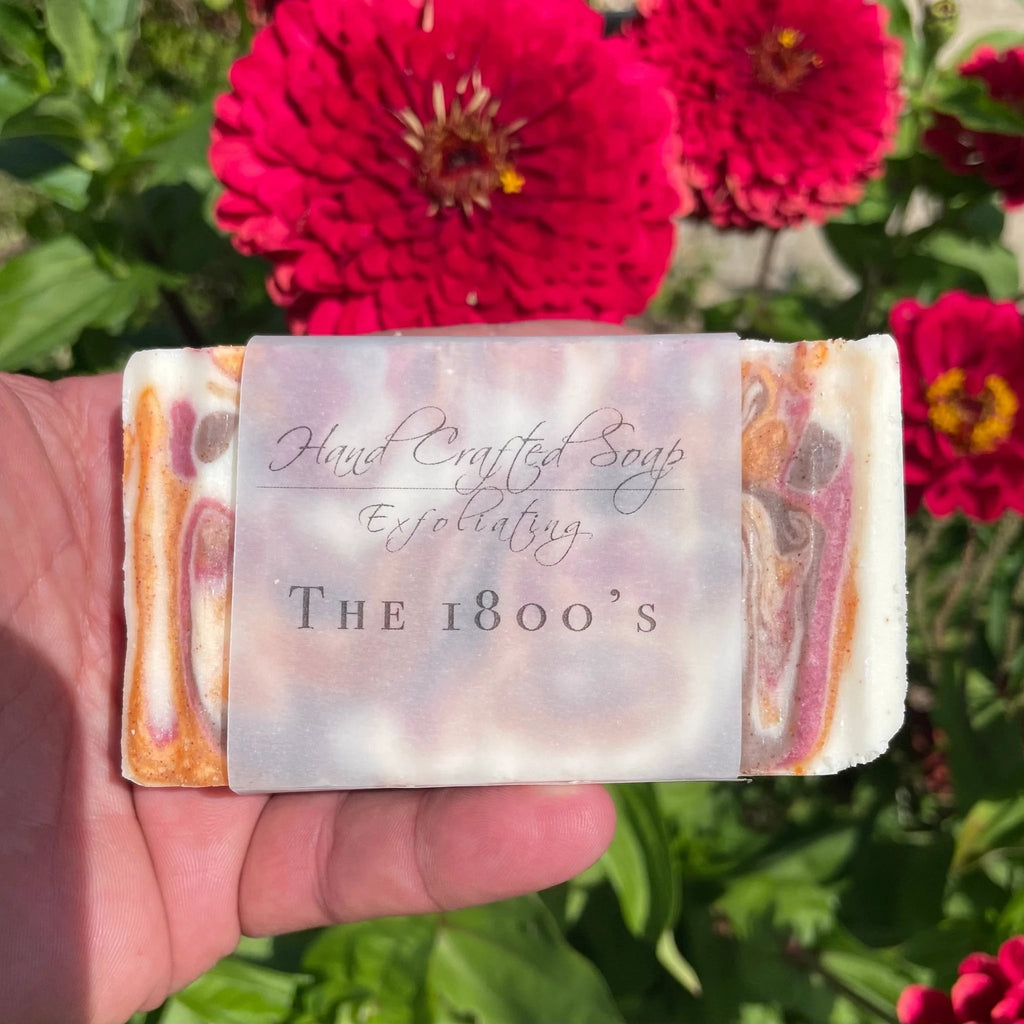 Hand Crafted Soap
Exfoliating
The 1800's